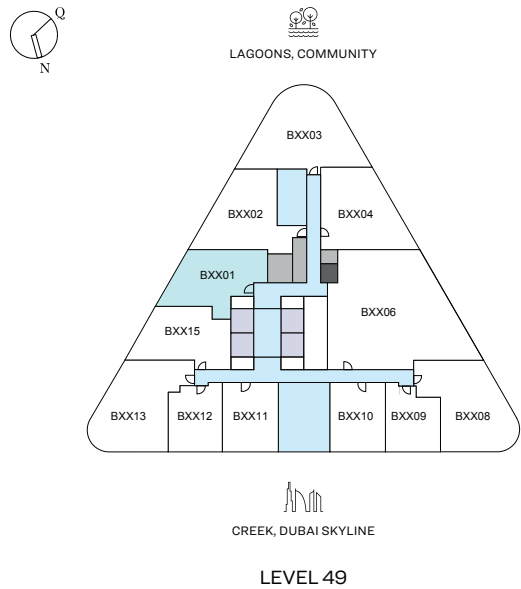 Q
N
LAGOONS, COMMUNITY
BXX03
BXX02
BXX04
BXX01
BXX06
BXX15
BXX13
BXX12
BXX11
BXX10
BXX09
BXX08
CREEK, DUBAI SKYLINE
LEVEL 49